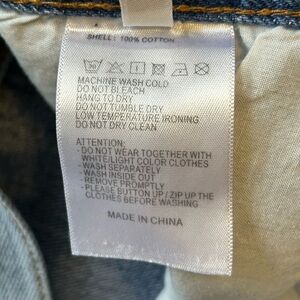 SHELL: 100% COTTON
MACHINE WASH COLD
DO NOT BLEACH
HANG TO DRY
DO NOT TUMBLE DRY
LOW TEMPERATURE IRONING
DO NOT DRY CLEAN
ATTENTION:
- DO NOT WEAR TOGETHER WITH
WHITE/LIGHT COLOR CLOTHES
- WASH SEPARATELY
- WASH INSIDE OUT
- REMOVE PROMPTLY
- PLEASE BUTTON UP / ZIP UP THE
CLOTHES BEFORE WASHING
MADE IN CHINA